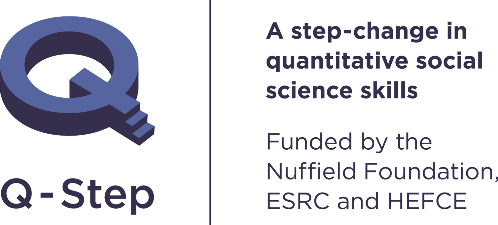 Q-Step
A step-change in
quantitative social
science skills
Funded by the
Nuffield Foundation,
ESRC and HEFCE